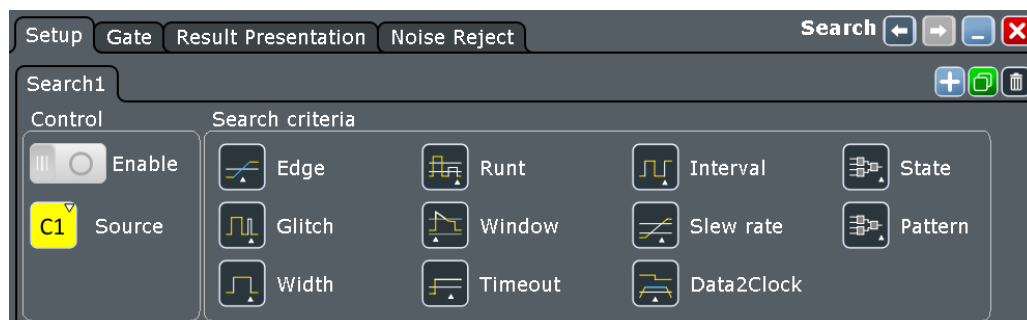 Setup Gate Result Presentation Noise Reject Search
Search1
Control Search criteria
Enable Edge Runt Interval State
C1 Source Glitch Window Slew rate Pattern
Width Timeout Data2Clock